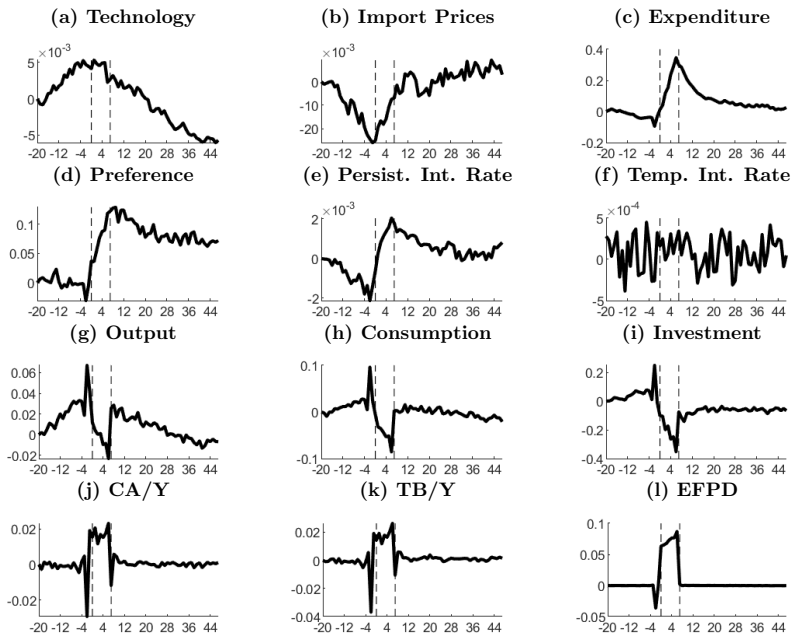 (a) Technology (b) Import Prices (c) Expenditure
×10⁻³ ×10⁻³ 0.4
5 0 0.2
0 -10 0
-5 -20 -0.2
-20 -12 -4 4 12 20 28 36 44 -20 -12 -4 4 12 20 28 36 44 -20 -12 -4 4 12 20 28 36 44
(d) Preference (e) Persist. Int. Rate (f) Temp. Int. Rate
×10⁻³ ×10⁻⁴
0.1 2 5
0.05 0 0
0 -2 -5
-20 -12 -4 4 12 20 28 36 44 -20 -12 -4 4 12 20 28 36 44 -20 -12 -4 4 12 20 28 36 44
(g) Output (h) Consumption (i) Investment
0.06 0.1 0.2
0.04 0
0.02 0 -0.2
0
-0.02 -0.1 -0.4
-20 -12 -4 4 12 20 28 36 44 -20 -12 -4 4 12 20 28 36 44 -20 -12 -4 4 12 20 28 36 44
(j) CA/Y (k) TB/Y (l) EFPD
0.02 0.02 0.1
0 0 0.05
-0.02 -0.02 0
-0.04 -0.05
-20 -12 -4 4 12 20 28 36 44 -20 -12 -4 4 12 20 28 36 44 -20 -12 -4 4 12 20 28 36 44